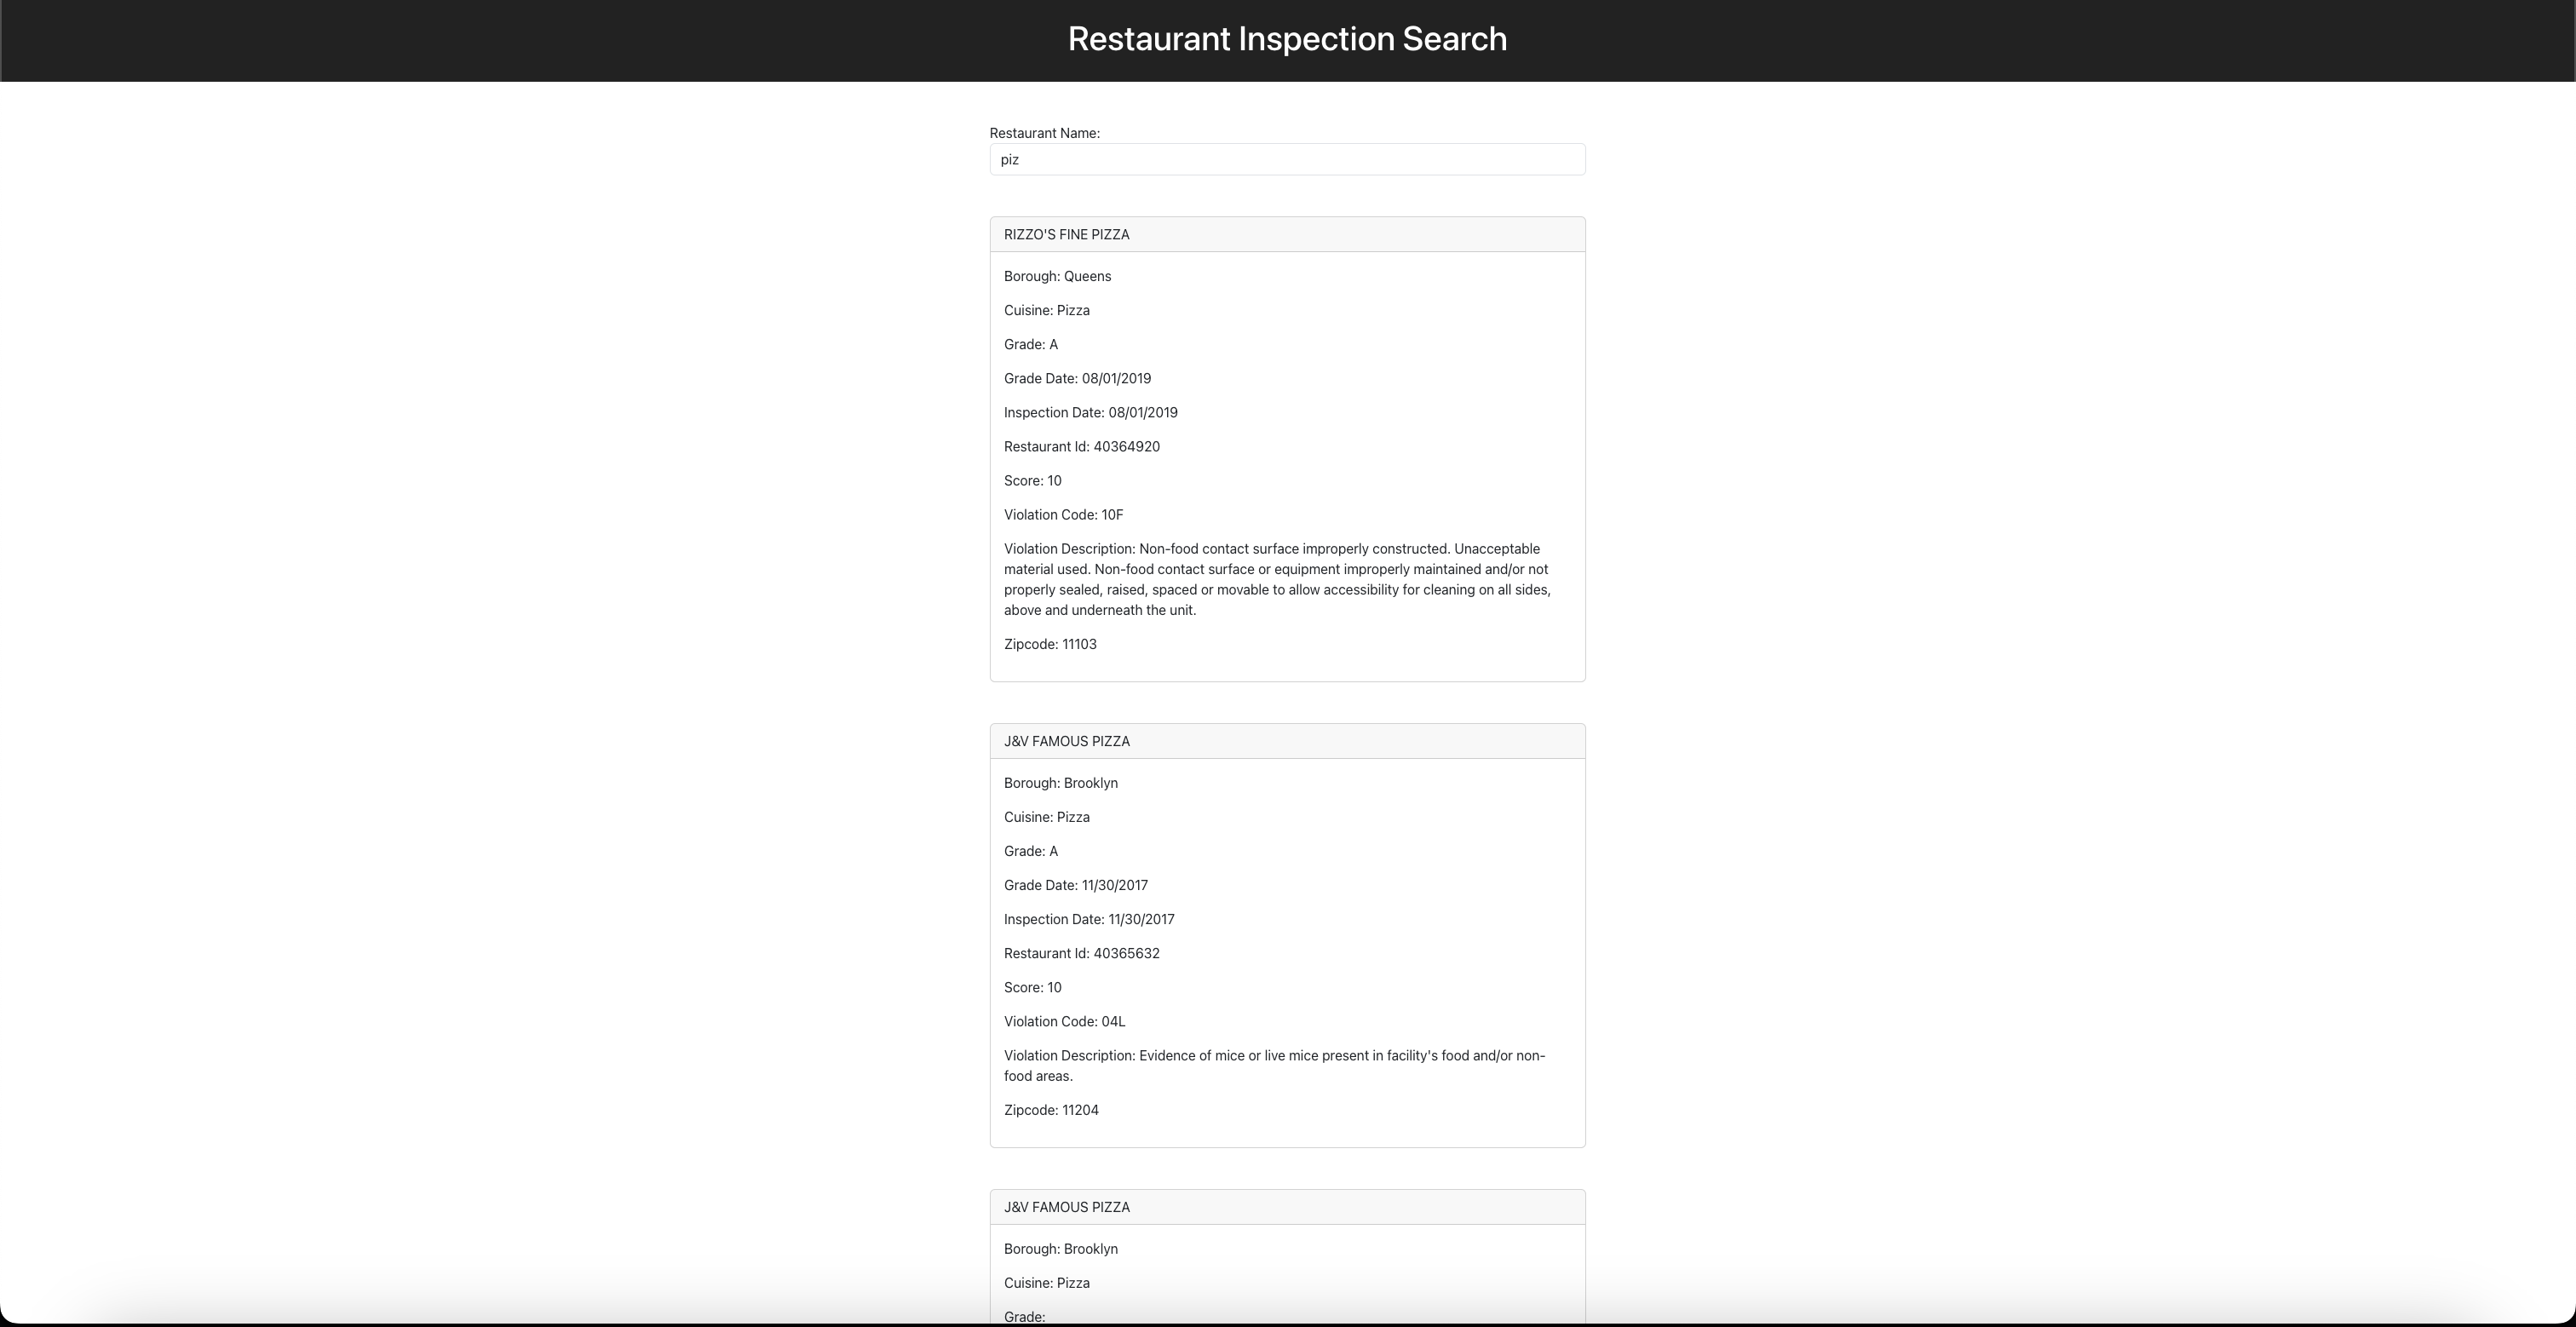 Restaurant Inspection Search
Restaurant Name:
piz
RIZZO'S FINE PIZZA
Borough: Queens
Cuisine: Pizza
Grade: A
Grade Date: 08/01/2019
Inspection Date: 08/01/2019
Restaurant Id: 40364920
Score: 10
Violation Code: 10F
Violation Description: Non-food contact surface improperly constructed. Unacceptable
material used. Non-food contact surface or equipment improperly maintained and/or not
properly sealed, raised, spaced or movable to allow accessibility for cleaning on all sides,
above and underneath the unit.
Zipcode: 11103
J&V FAMOUS PIZZA
Borough: Brooklyn
Cuisine: Pizza
Grade: A
Grade Date: 11/30/2017
Inspection Date: 11/30/2017
Restaurant Id: 40365632
Score: 10
Violation Code: 04L
Violation Description: Evidence of mice or live mice present in facility's food and/or non-
food areas.
Zipcode: 11204
J&V FAMOUS PIZZA
Borough: Brooklyn
Cuisine: Pizza
Grade: